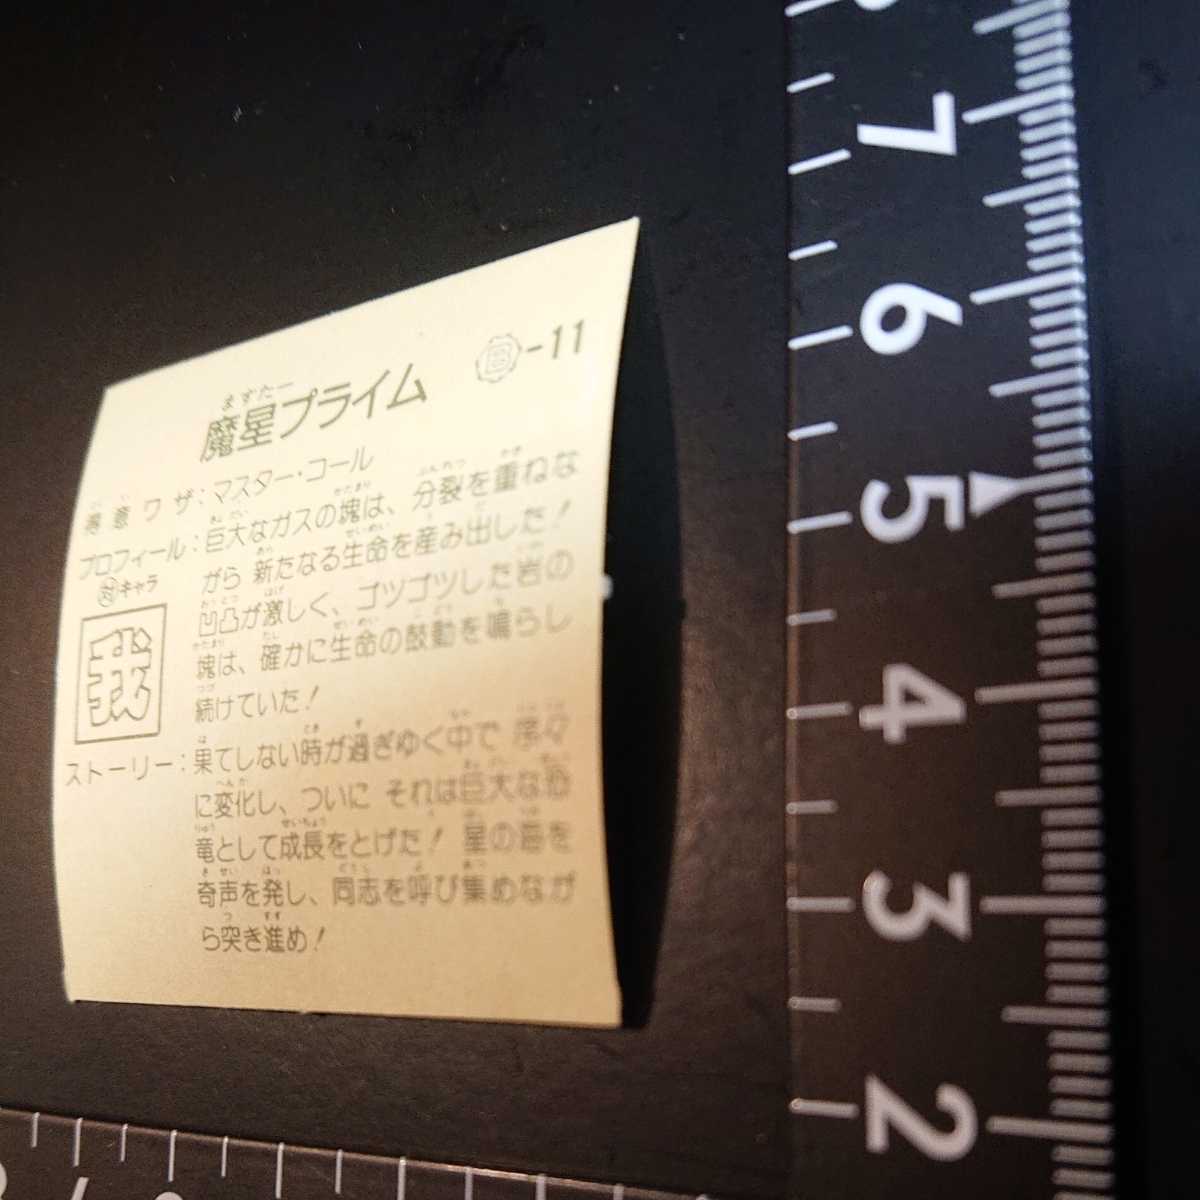 -11
ますたー
魔星プライム
得意ワザ:マスター・コール
プロフィール:巨大なガスの塊は、分裂を重ねな
がら 新たなる生命を産み出した!
凹凸が激しく、ゴツゴツした岩の
塊は、確かに生命の鼓動を鳴らし
続けていた!
対キャラ
我
ストーリー:果てしない時が過ぎゆく中で 序々
に変化し、ついに それは巨大な恐
竜として成長をとげた! 星の海を
奇声を発し、同志を呼び集めなが
ら突き進め!
7
6
5
4
3
2